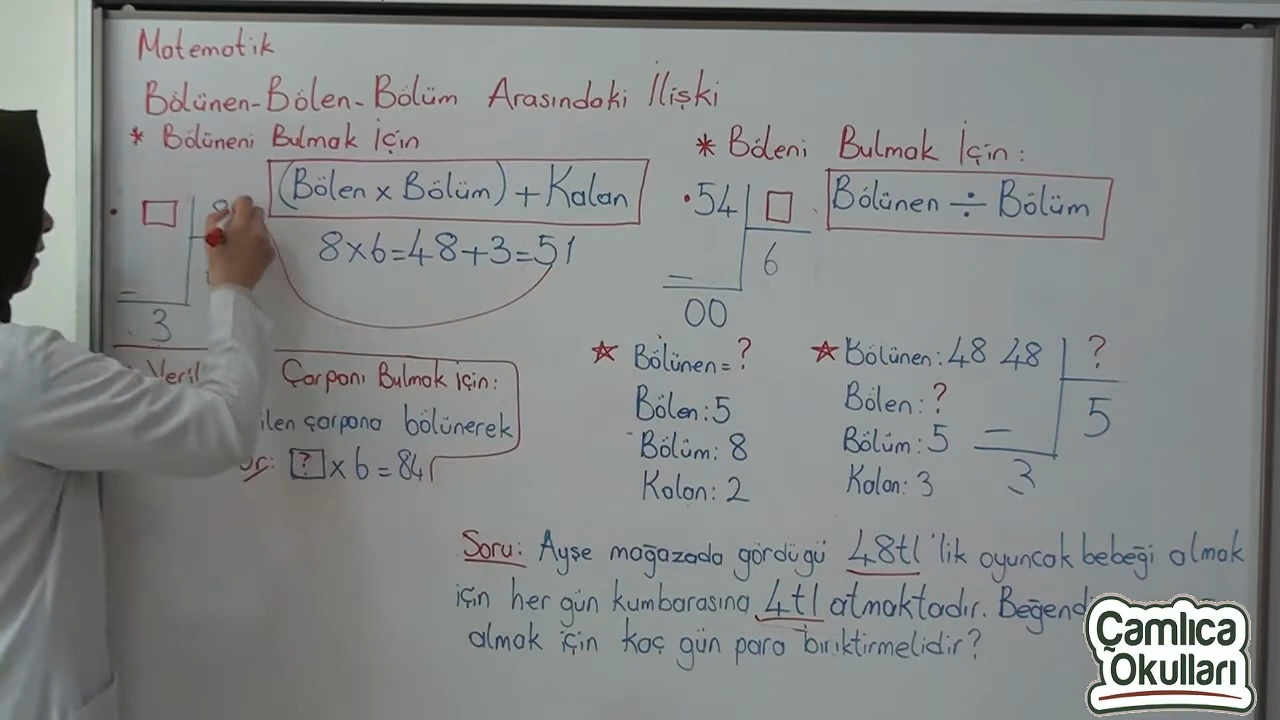 Matematik
Bölünen-Bölen-Bölüm Arasındaki İlişki
* Bölüneni Bulmak İçin
(Bölen x Bölüm) + Kalan
8x6=48+3=51
8
3
* Böleni Bulmak İçin:
Bölünen ÷ Bölüm
54
6
00
Çarpanı Bulmak İçin:
çarpana bölünerek
? x 6 = 84
Bölünen = ?
Bölen: 5
Bölüm: 8
Kalan: 2
Bölünen: 48
Bölen: ?
Bölüm: 5
Kalan: 3
48 ?
5
3
Soru: Ayşe mağazada gördüğü 48tl'lik oyuncak bebeği almak
için her gün kumbarasına 4tl atmaktadır.
almak için kaç gün para biriktirmelidir?
Çamlıca
Okulları